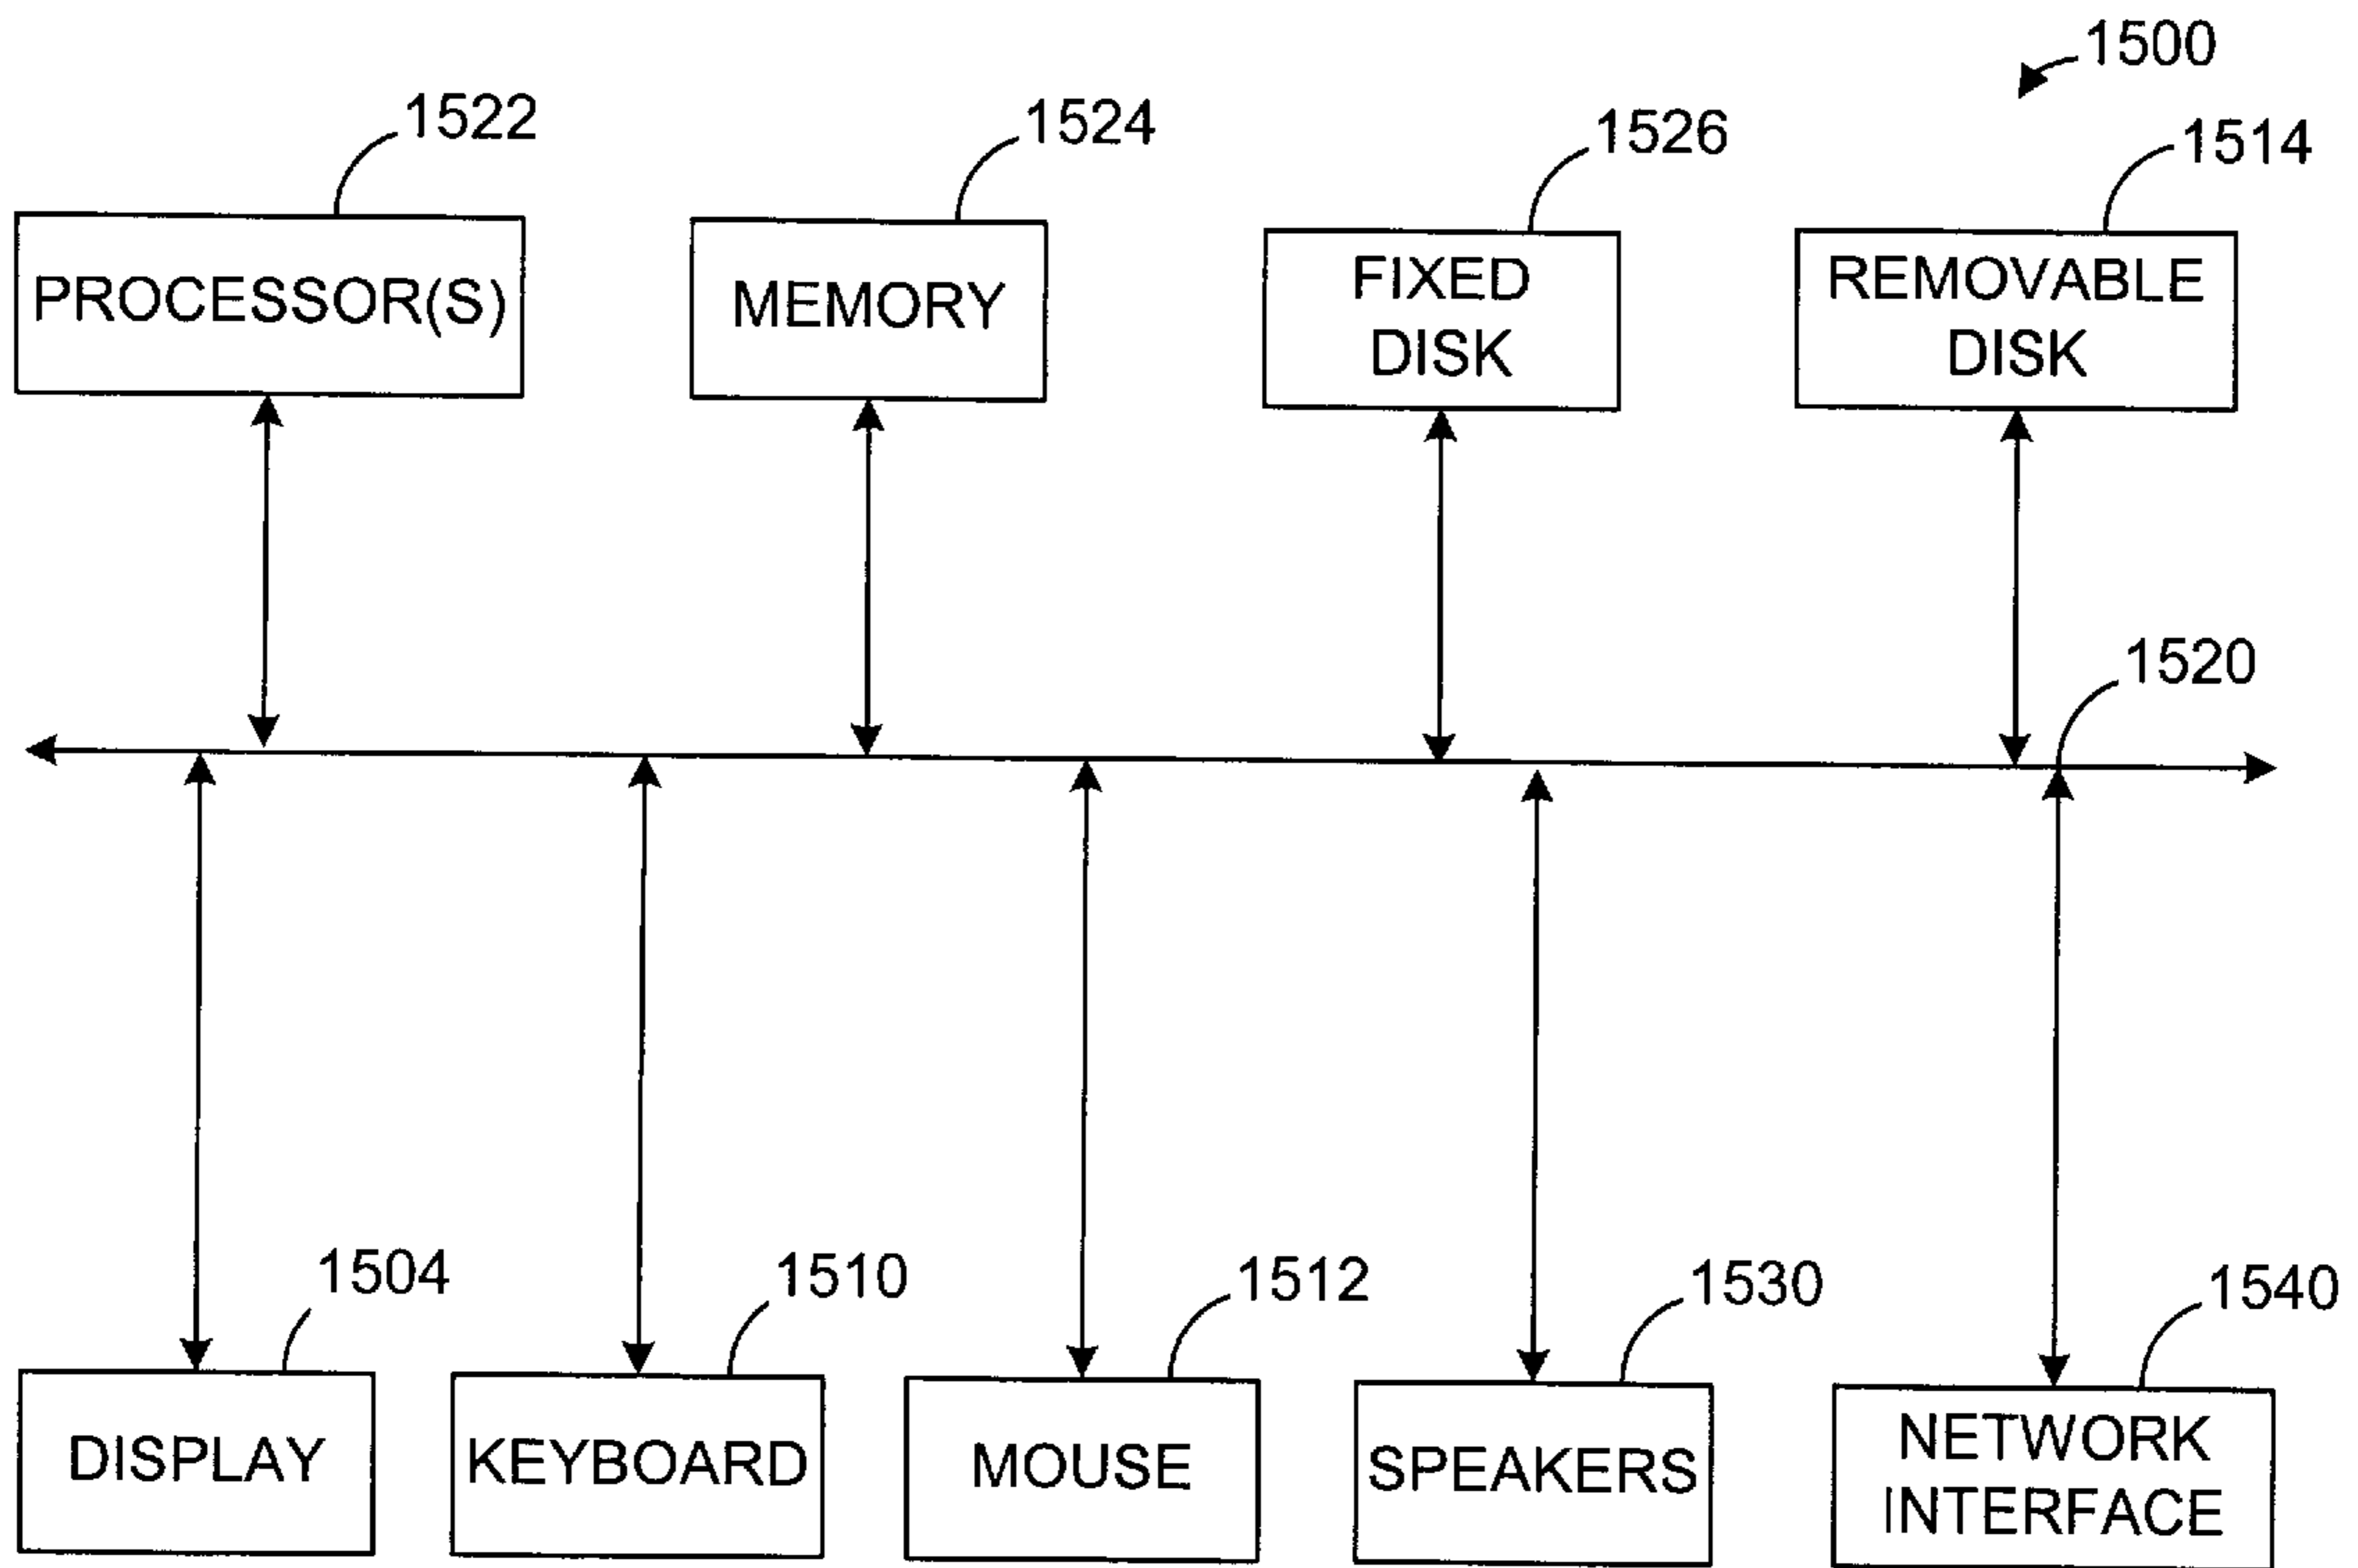 1500
1522
1524
1526
1514
PROCESSOR(S)
MEMORY
FIXED
DISK
REMOVABLE
DISK
1520
1504
1510
1512
1530
1540
DISPLAY
KEYBOARD
MOUSE
SPEAKERS
NETWORK
INTERFACE